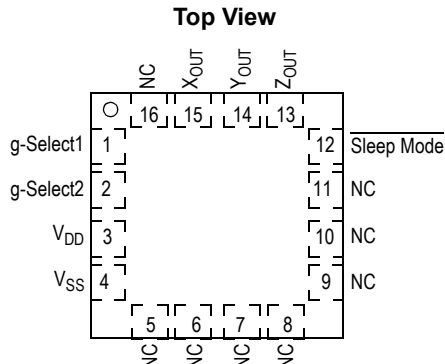 Top View
NC X_OUT Y_OUT Z_OUT
16 15 14 13
g-Select1 1 12 Sleep Mode
g-Select2 2 11 NC
V_DD 3 10 NC
V_SS 4 9 NC
5 6 7 8
NC NC NC NC